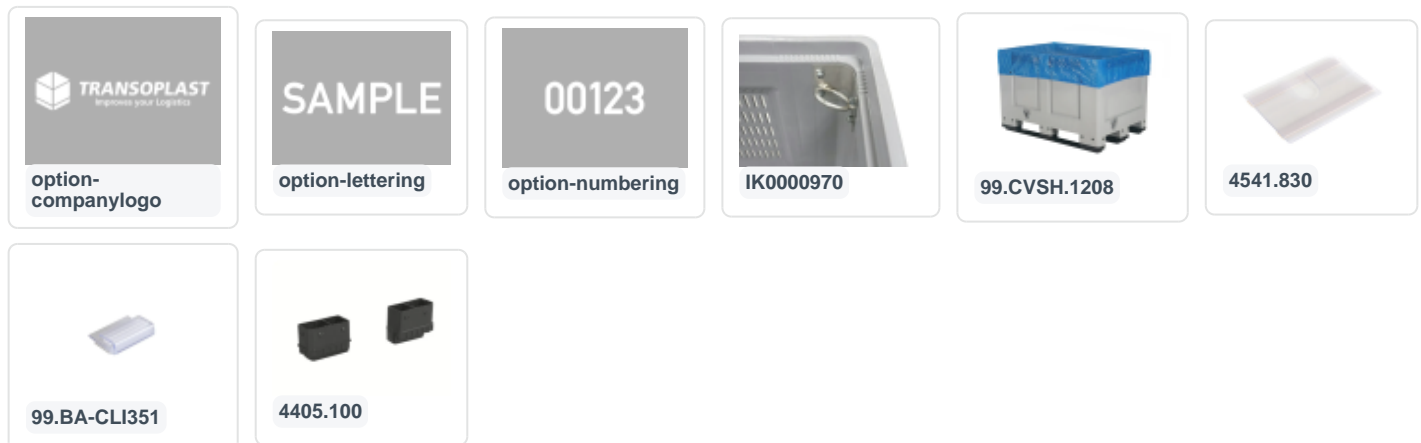 TRANSOPLAST
Improves your Logistics
option-
companylogo
SAMPLE
option-lettering
00123
option-numbering
IK0000970
99.CVSH.1208
4541.830
99.BA-CLI351
4405.100